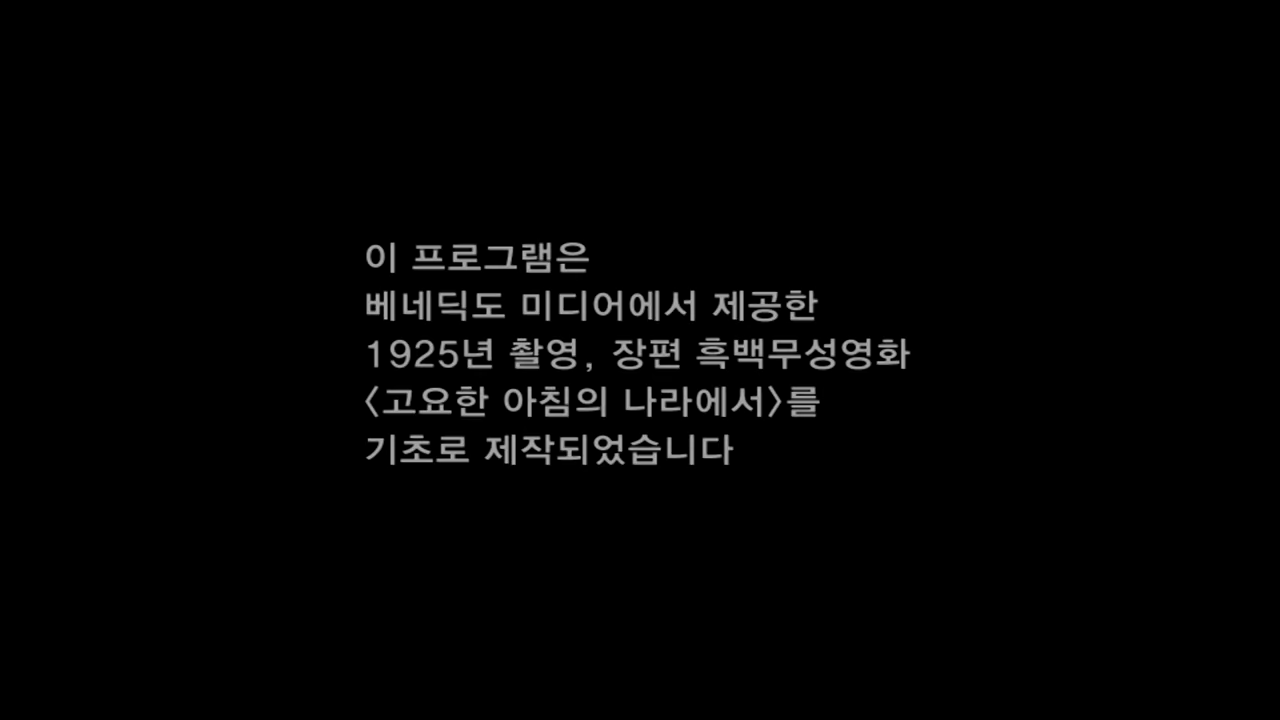 이 프로그램은
베네딕도 미디어에서 제공한
1925년 촬영, 장편 흑백무성영화
〈고요한 아침의 나라에서〉를
기초로 제작되었습니다